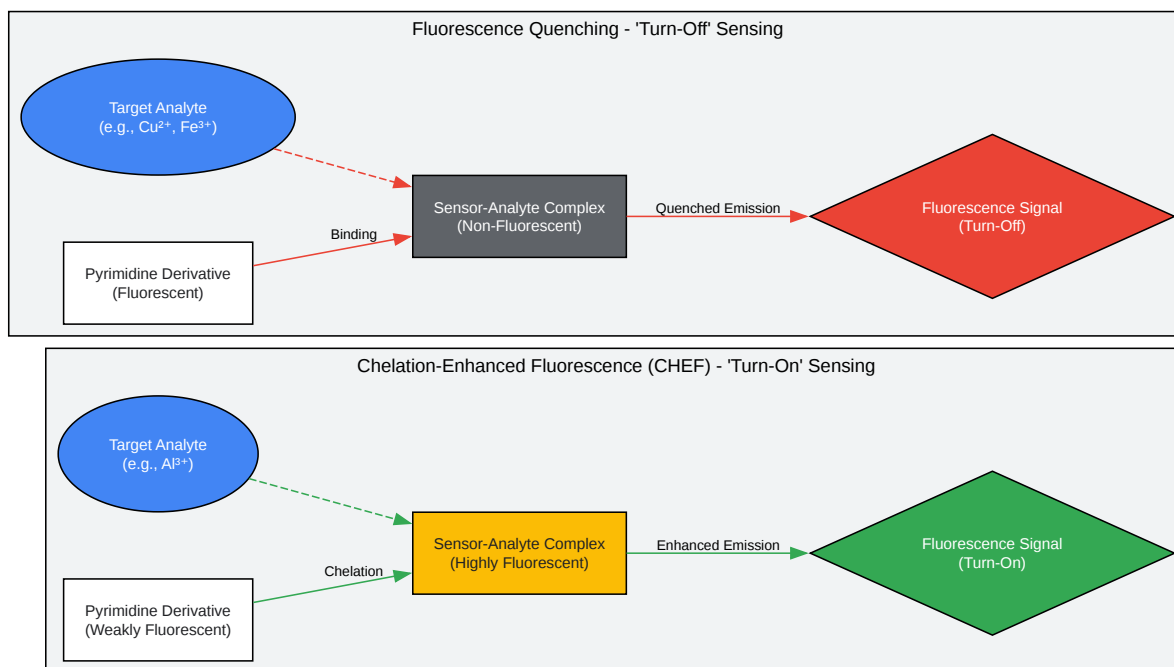 Fluorescence Quenching - 'Turn-Off' Sensing
Target Analyte
(e.g., Cu²⁺, Fe³⁺)
Pyrimidine Derivative
(Fluorescent)
Binding
Sensor-Analyte Complex
(Non-Fluorescent)
Quenched Emission
Fluorescence Signal
(Turn-Off)
Chelation-Enhanced Fluorescence (CHEF) - 'Turn-On' Sensing
Target Analyte
(e.g., Al³⁺)
Pyrimidine Derivative
(Weakly Fluorescent)
Chelation
Sensor-Analyte Complex
(Highly Fluorescent)
Enhanced Emission
Fluorescence Signal
(Turn-On)